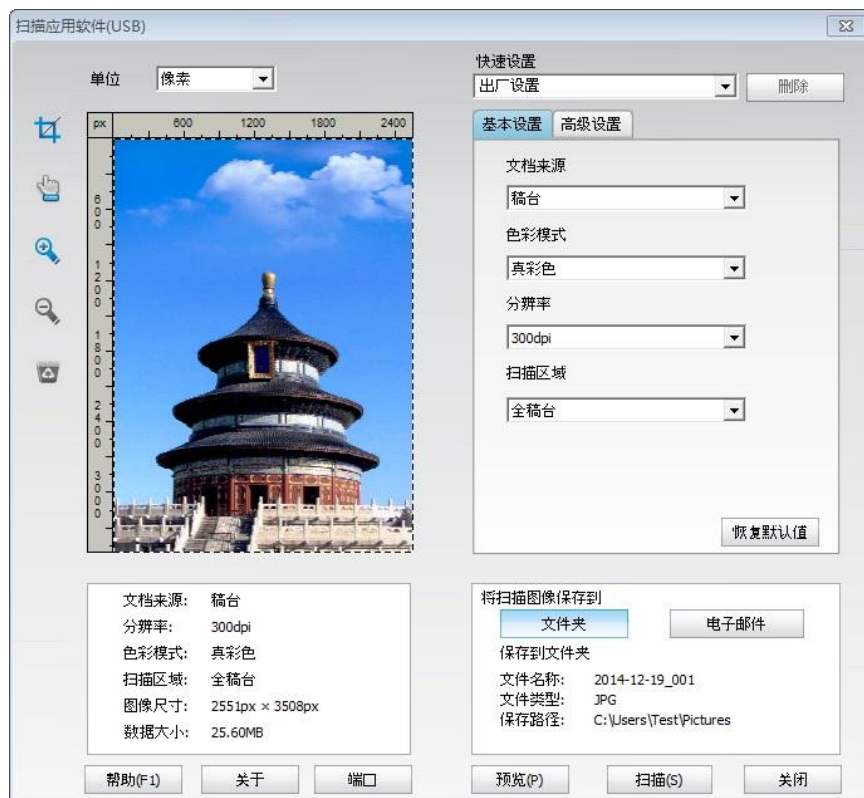 扫描应用软件(USB)
单位
像素
快速设置
出厂设置
删除
px 600 1200 1800 2400
600
1200
1800
2400
3000
基本设置 高级设置
文档来源
稿台
色彩模式
真彩色
分辨率
300dpi
扫描区域
全稿台
恢复默认值
文档来源: 稿台
分辨率: 300dpi
色彩模式: 真彩色
扫描区域: 全稿台
图像尺寸: 2551px × 3508px
数据大小: 25.60MB
将扫描图像保存到
文件夹 电子邮件
保存到文件夹
文件名称: 2014-12-19_001
文件类型: JPG
保存路径: C:\Users\Test\Pictures
帮助(F1) 关于 端口 预览(P) 扫描(S) 关闭